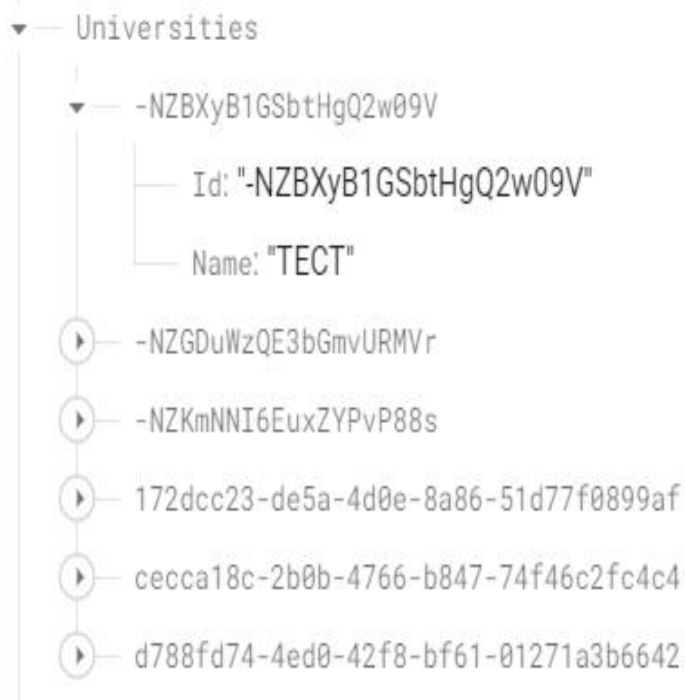 Universities
-NZBXyB1GSbtHgQ2w09V
Id: "-NZBXyB1GSbtHgQ2w09V"
Name: "TECT"
-NZGDuWzQE3bGmvURMVr
-NZKmNNI6EuxZYPvP88s
172dcc23-de5a-4d0e-8a86-51d77f0899af
cecca18c-2b0b-4766-b847-74f46c2fc4c4
d788fd74-4ed0-42f8-bf61-01271a3b6642